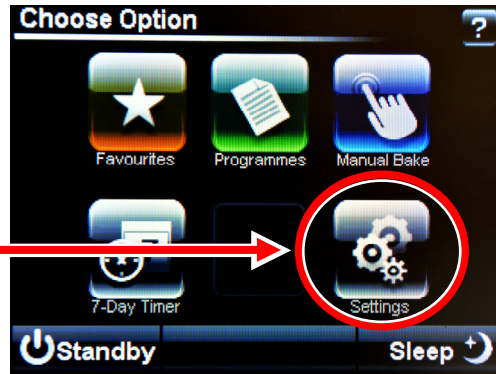 Choose Option
?
Favourites Programmes Manual Bake
7-Day Timer Settings
Standby Sleep